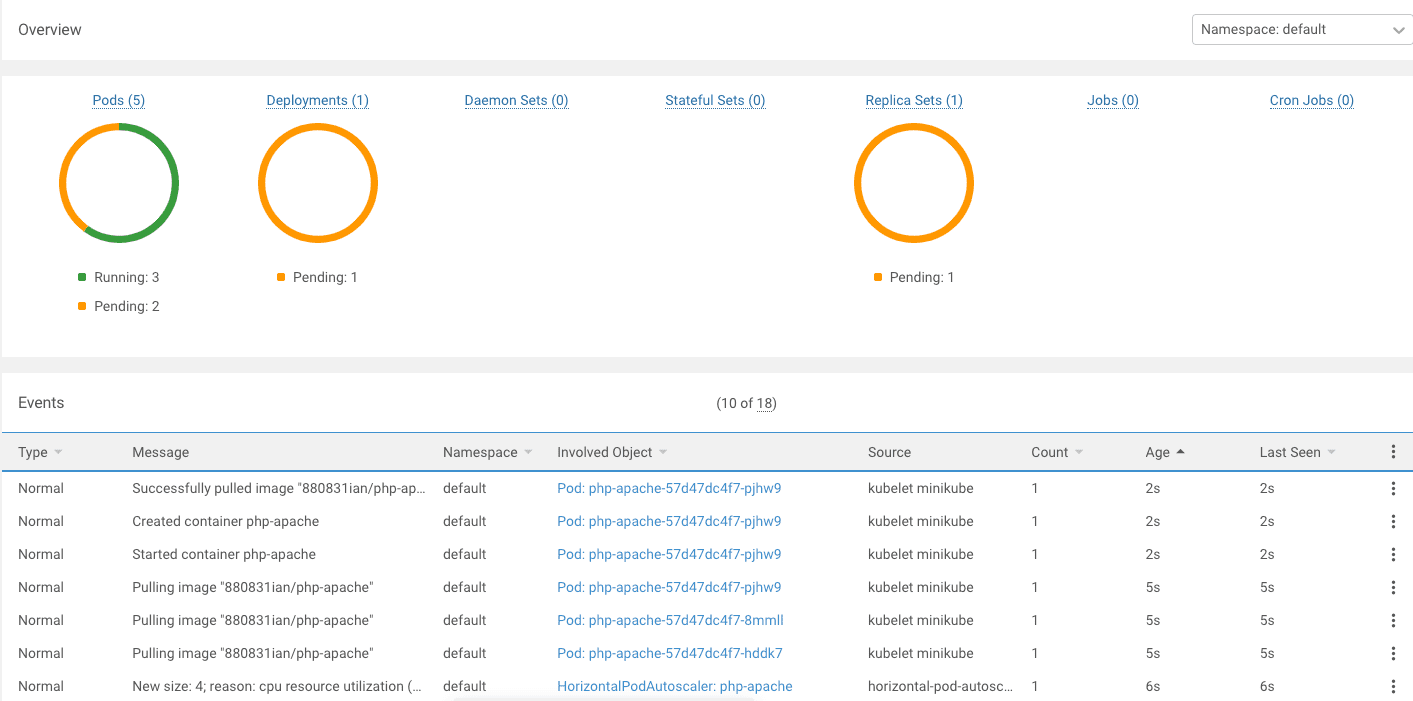 Overview Namespace: default
Pods (5) Deployments (1) Daemon Sets (0) Stateful Sets (0) Replica Sets (1) Jobs (0) Cron Jobs (0)
Running: 3 Pending: 1 Pending: 1
Pending: 2
Events (10 of 18)
Type Message Namespace Involved Object Source Count Age Last Seen
Normal Successfully pulled image "880831ian/php-ap... default Pod: php-apache-57d47dc4f7-pjhw9 kubelet minikube 1 2s 2s
Normal Created container php-apache default Pod: php-apache-57d47dc4f7-pjhw9 kubelet minikube 1 2s 2s
Normal Started container php-apache default Pod: php-apache-57d47dc4f7-pjhw9 kubelet minikube 1 2s 2s
Normal Pulling image "880831ian/php-apache" default Pod: php-apache-57d47dc4f7-pjhw9 kubelet minikube 1 5s 5s
Normal Pulling image "880831ian/php-apache" default Pod: php-apache-57d47dc4f7-8mmll kubelet minikube 1 5s 5s
Normal Pulling image "880831ian/php-apache" default Pod: php-apache-57d47dc4f7-hddk7 kubelet minikube 1 5s 5s
Normal New size: 4; reason: cpu resource utilization (... default HorizontalPodAutoscaler: php-apache horizontal-pod-autosc... 1 6s 6s